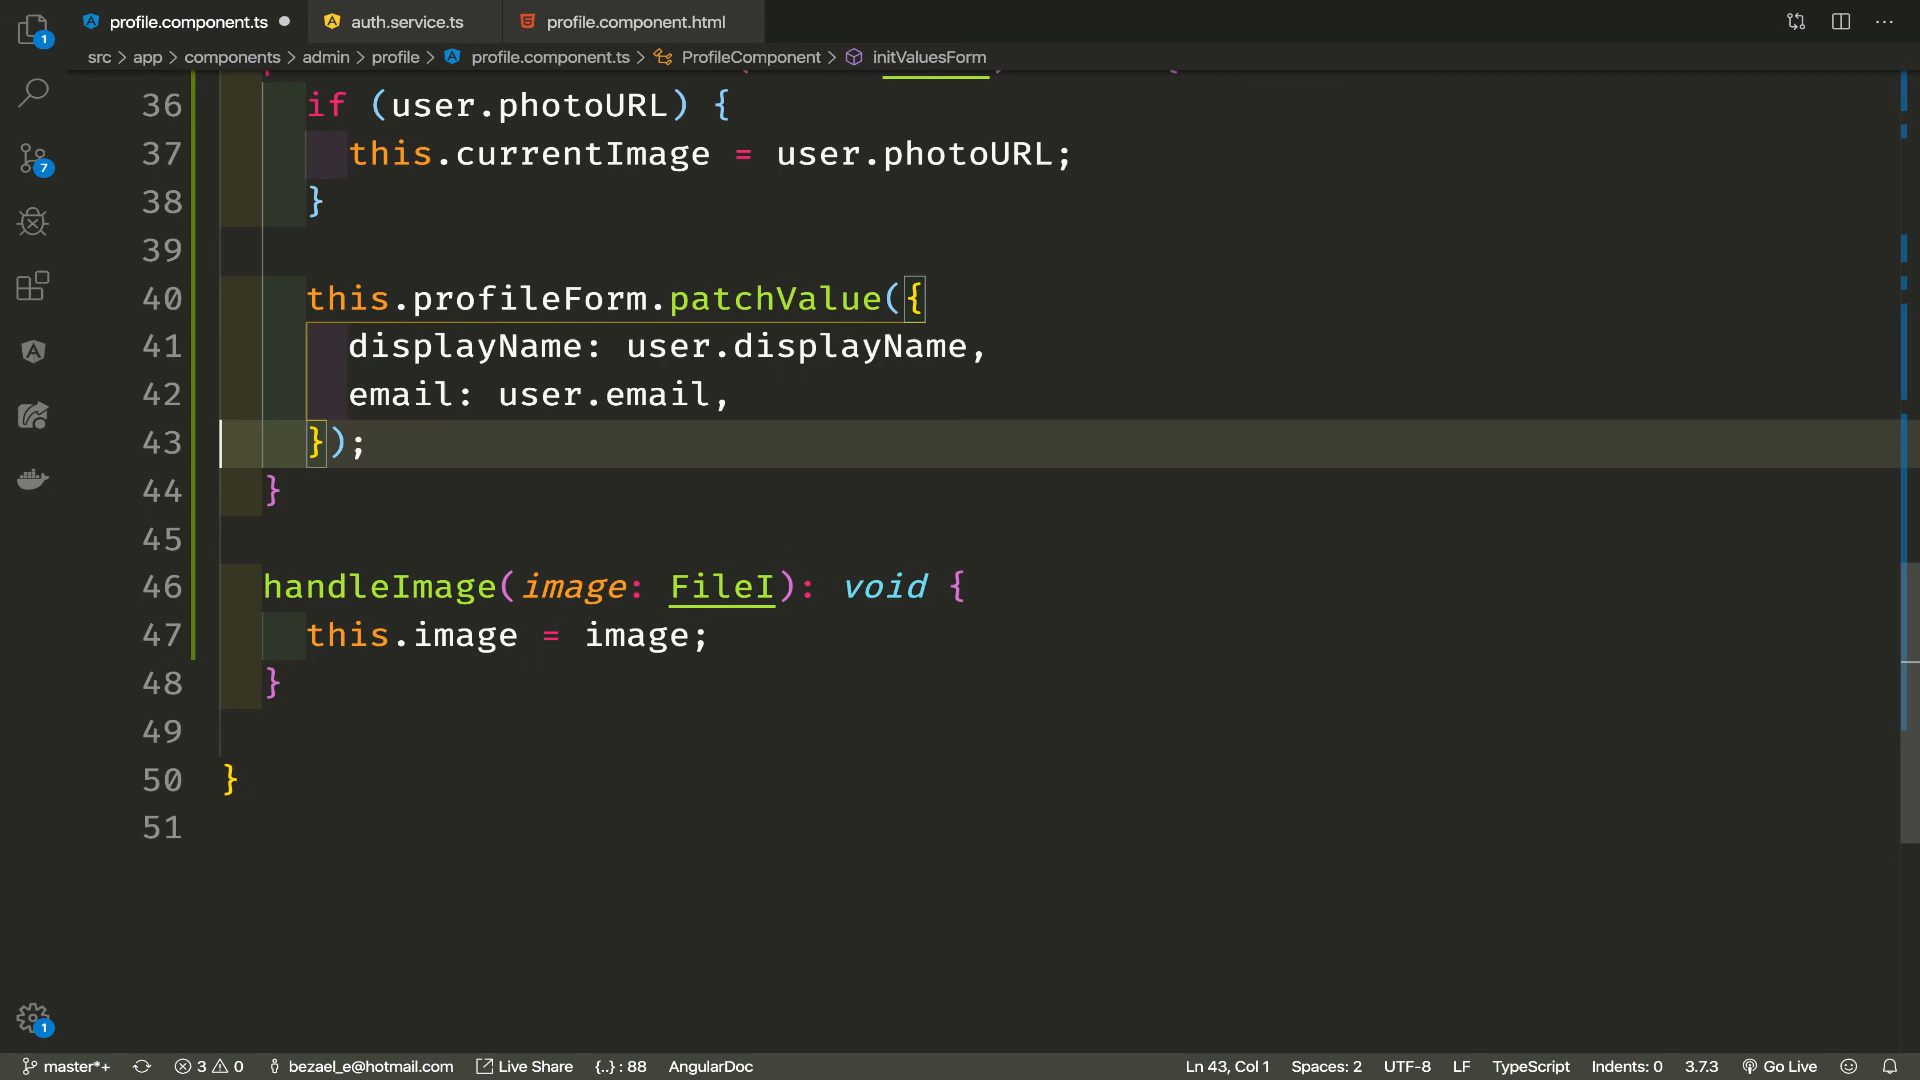 profile.component.ts
auth.service.ts
profile.component.html
src > app > components > admin > profile > profile.component.ts > ProfileComponent > initValuesForm
36 if (user.photoURL) {
37 this.currentImage = user.photoURL;
38 }
39
40 this.profileForm.patchValue({
41 displayName: user.displayName,
42 email: user.email,
43 });
44 }
45
46 handleImage(image: FileI): void {
47 this.image = image;
48 }
49
50 }
51
1
7
1
master*+ 3 0 bezael_e@hotmail.com Live Share {..} : 88 AngularDoc Ln 43, Col 1 Spaces: 2 UTF-8 LF TypeScript Indents: 0 3.7.3 Go Live